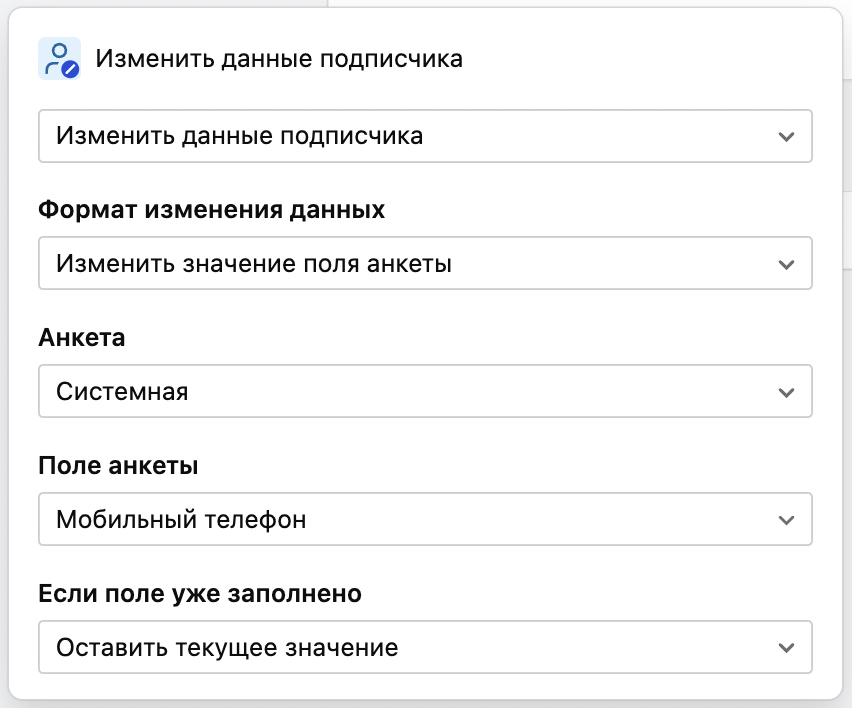 Изменить данные подписчика
Изменить данные подписчика
Формат изменения данных
Изменить значение поля анкеты
Анкета
Системная
Поле анкеты
Мобильный телефон
Если поле уже заполнено
Оставить текущее значение